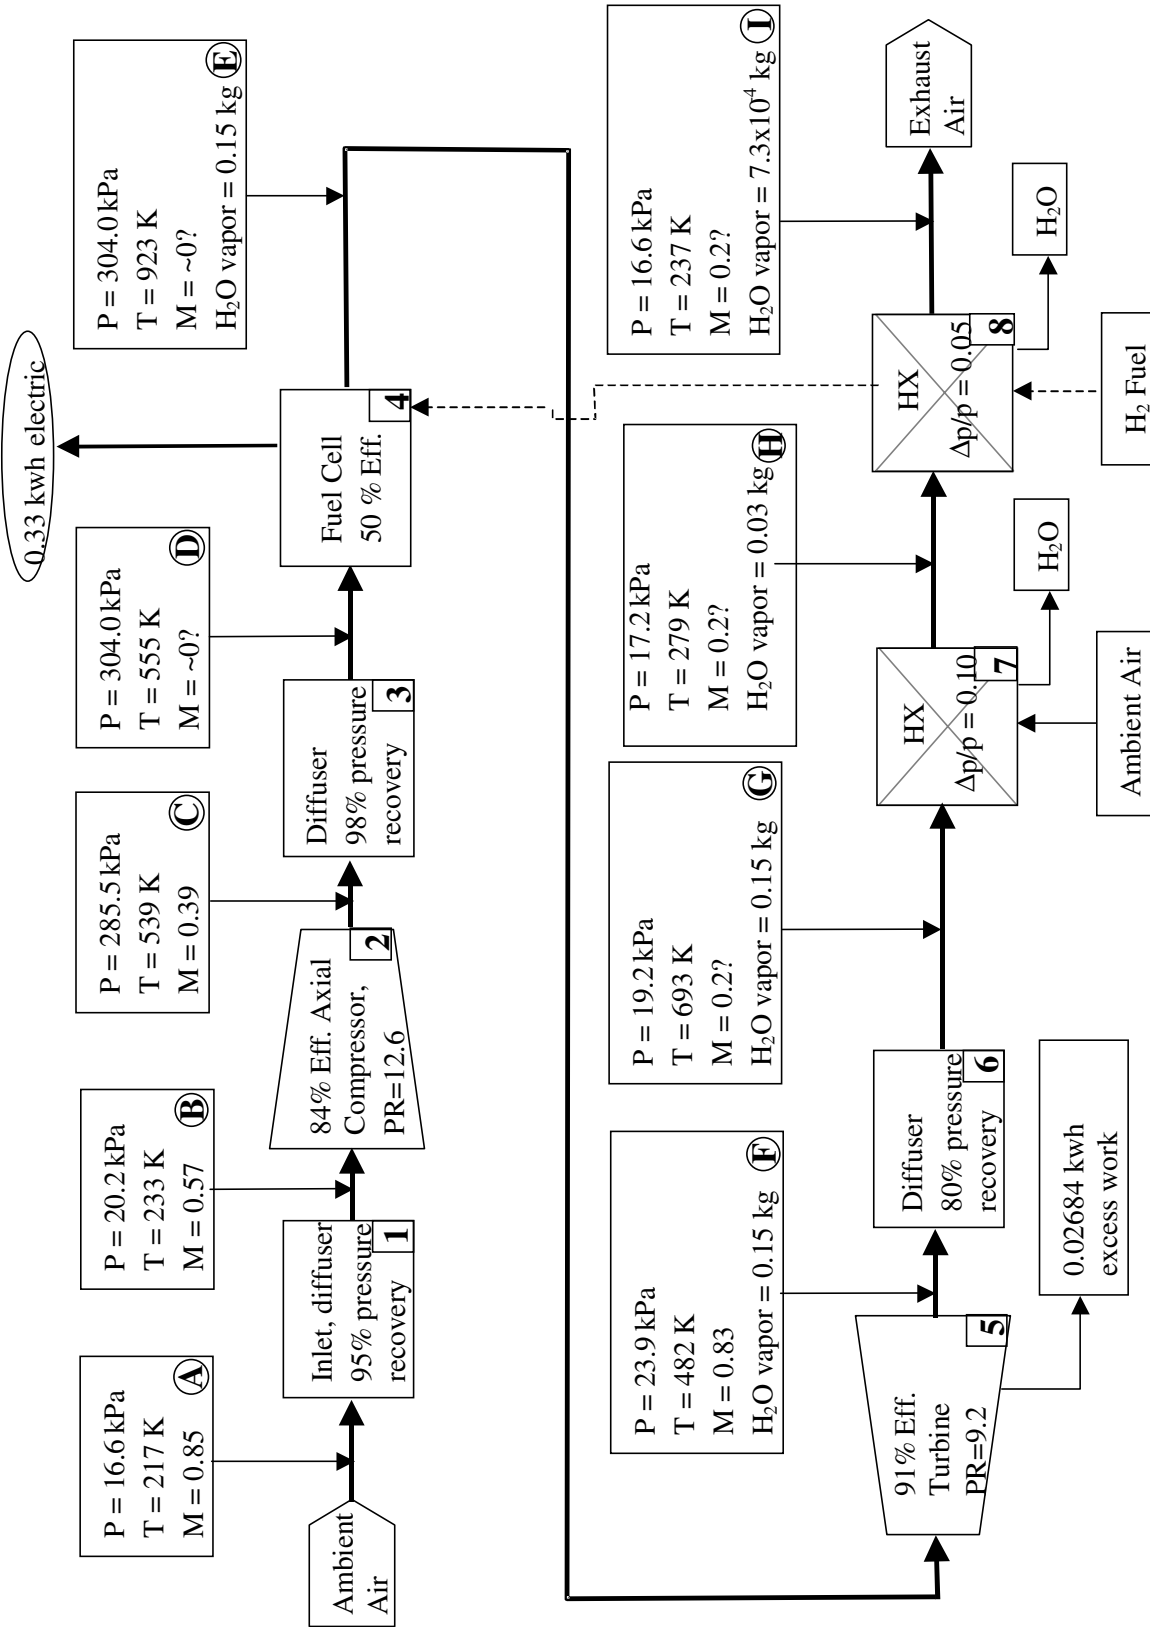 Ambient
Air
P = 16.6 kPa
T = 217 K
M = 0.85
A
Inlet, diffuser
95% pressure
recovery
1
P = 20.2 kPa
T = 233 K
M = 0.57
B
84% Eff. Axial
Compressor,
PR=12.6
2
P = 285.5 kPa
T = 539 K
M = 0.39
C
Diffuser
98% pressure
recovery
3
P = 304.0 kPa
T = 555 K
M = ~0?
D
Fuel Cell
50 % Eff.
4
0.33 kwh electric
P = 304.0 kPa
T = 923 K
M = ~0?
H₂O vapor = 0.15 kg
E
91% Eff.
Turbine
PR=9.2
5
0.02684 kwh
excess work
P = 23.9 kPa
T = 482 K
M = 0.83
H₂O vapor = 0.15 kg
F
Diffuser
80% pressure
recovery
6
P = 19.2 kPa
T = 693 K
M = 0.2?
H₂O vapor = 0.15 kg
G
HX
Δp/p = 0.10
7
Ambient Air
H₂O
P = 17.2 kPa
T = 279 K
M = 0.2?
H₂O vapor = 0.03 kg
H
HX
Δp/p = 0.05
8
H₂ Fuel
H₂O
P = 16.6 kPa
T = 237 K
M = 0.2?
H₂O vapor = 7.3x10⁻⁴ kg
I
Exhaust
Air